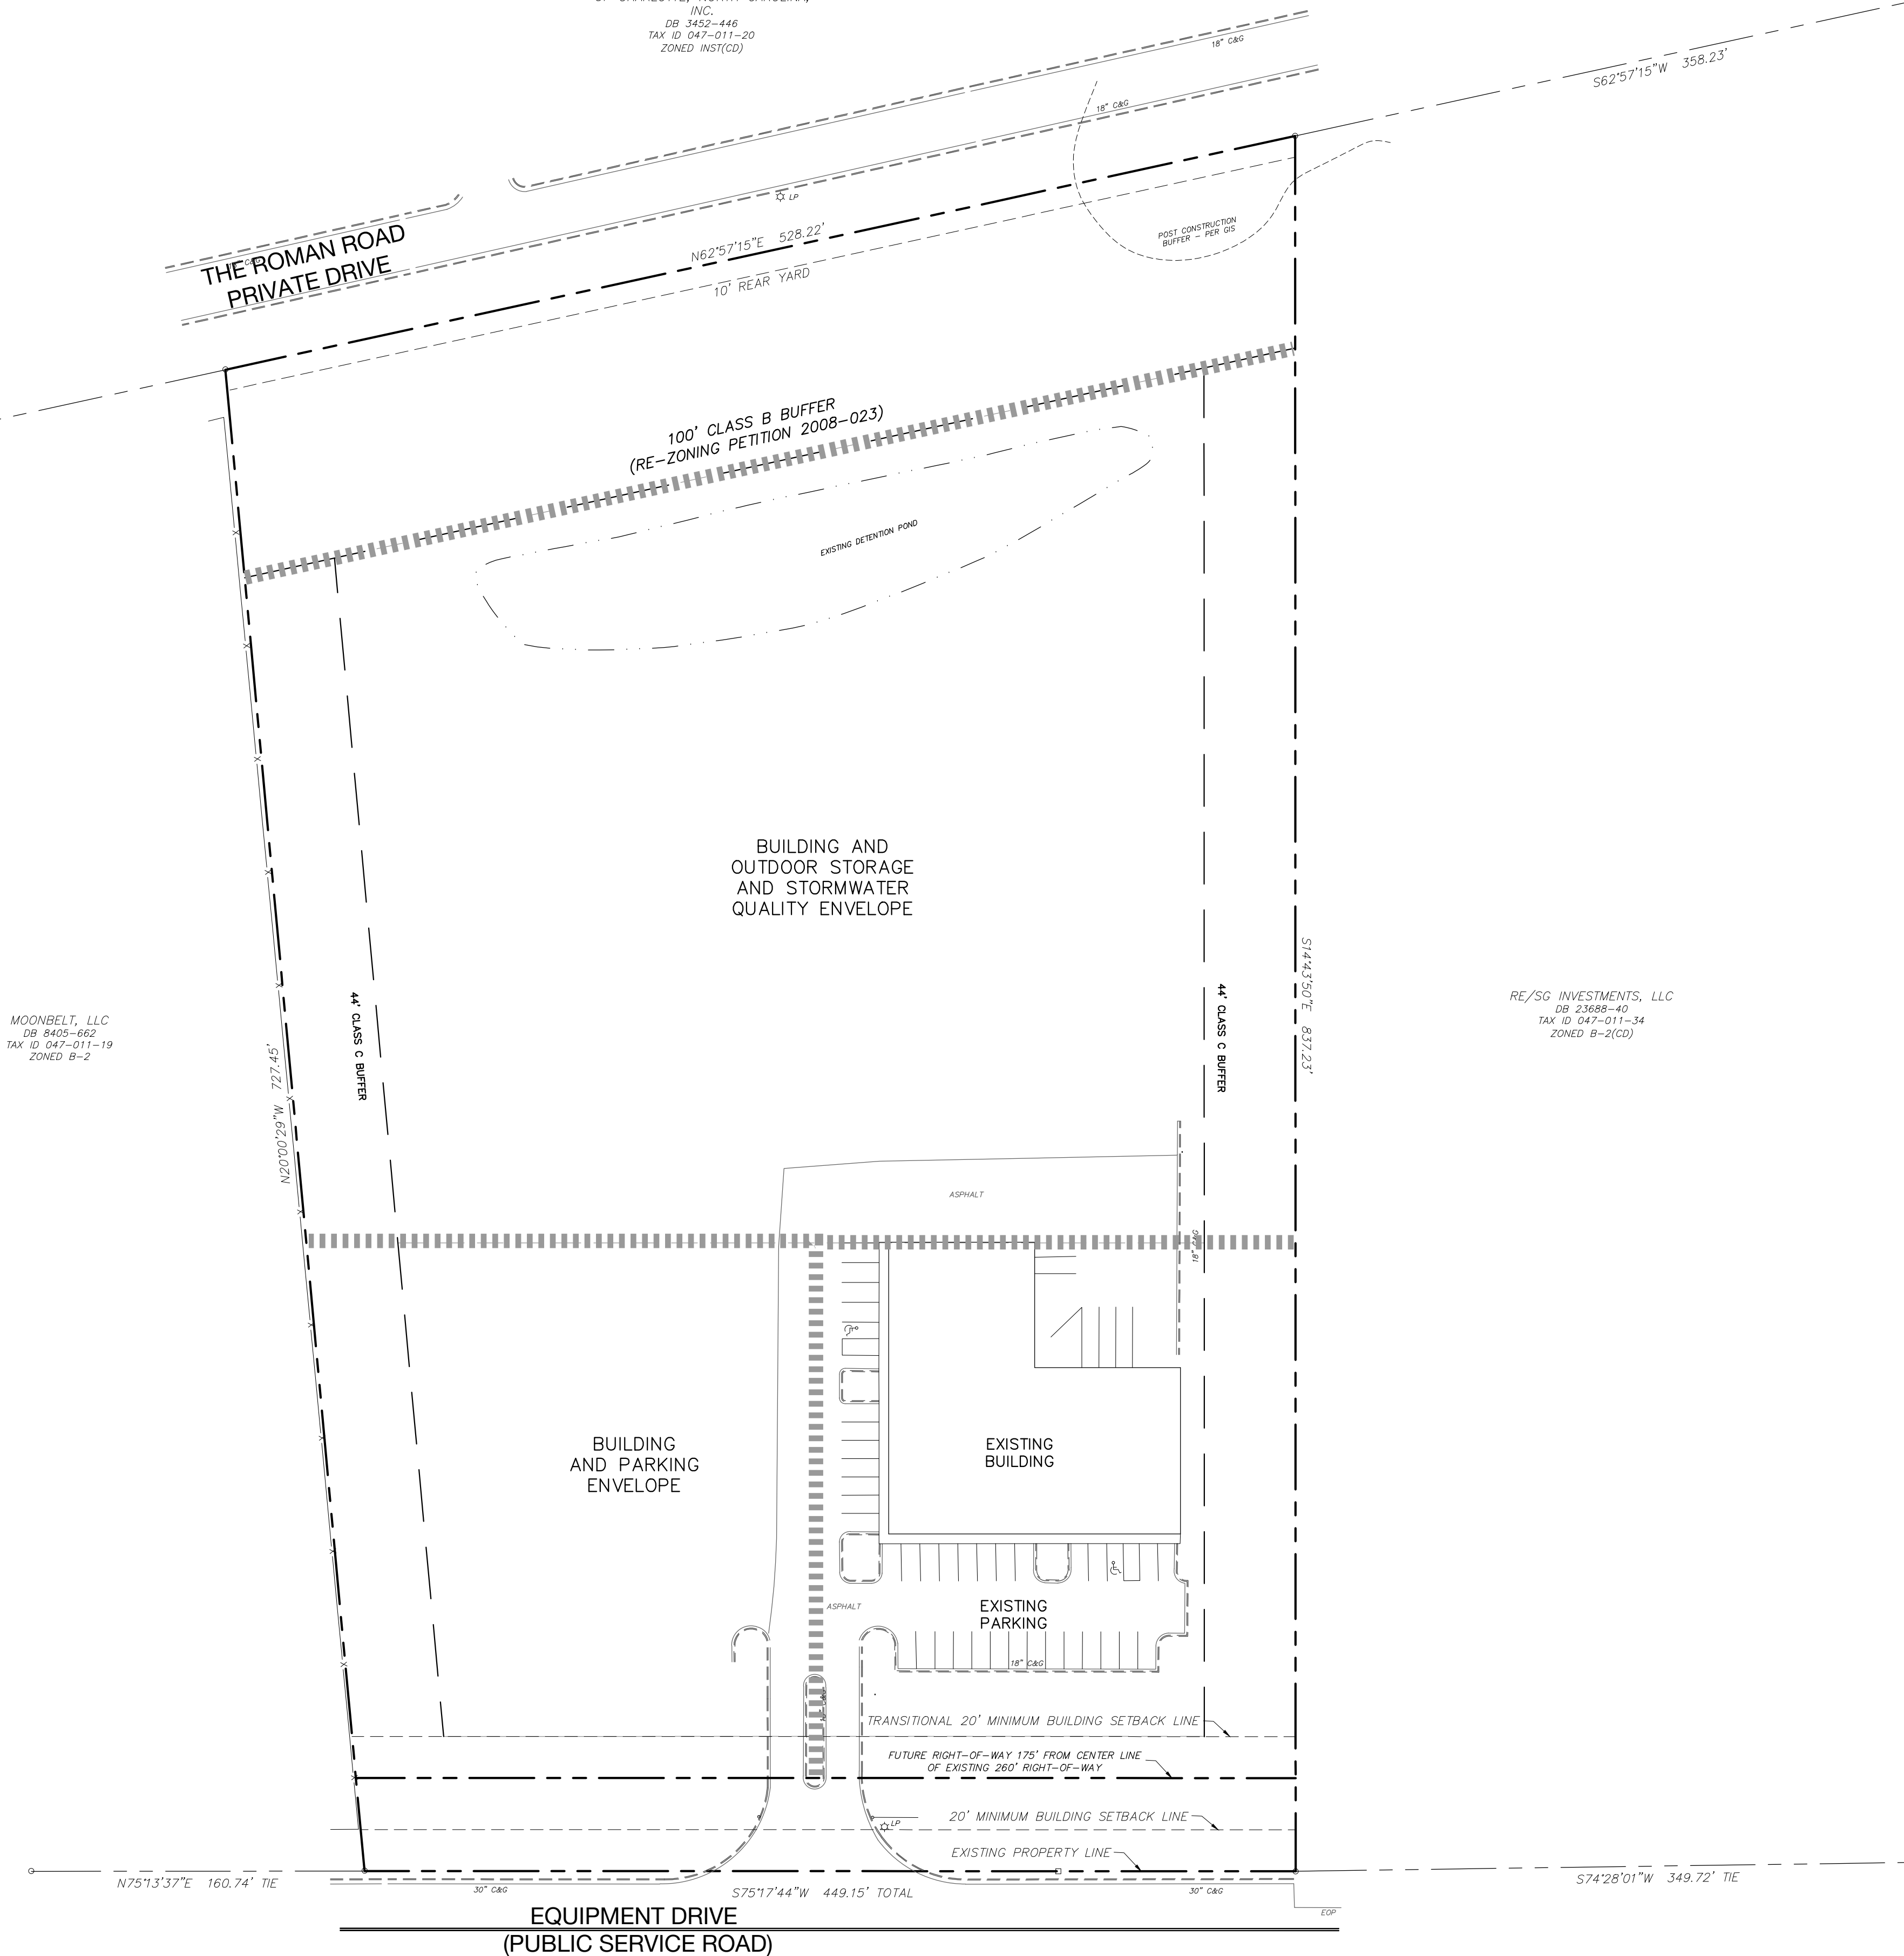 INC.
DB 3452-446
TAX ID 047-011-20
ZONED INST(CD)
18" C&G
S62°57'15"W 358.23'
18" C&G
LP
POST CONSTRUCTION
BUFFER - PER GIS
N62°57'15"E 528.22'
10' REAR YARD
THE ROMAN ROAD
PRIVATE DRIVE
100' CLASS B BUFFER
(RE-ZONING PETITION 2008-023)
EXISTING DETENTION POND
BUILDING AND
OUTDOOR STORAGE
AND STORMWATER
QUALITY ENVELOPE
MOONBELT, LLC
DB 8405-662
TAX ID 047-011-19
ZONED B-2
N20°00'29"W 727.45'
44' CLASS C BUFFER
44' CLASS C BUFFER
S14°43'50"E 837.23'
RE/SG INVESTMENTS, LLC
DB 23688-40
TAX ID 047-011-34
ZONED B-2(CD)
ASPHALT
18" C&G
BUILDING
AND PARKING
ENVELOPE
EXISTING
BUILDING
ASPHALT
EXISTING
PARKING
18" C&G
TRANSITIONAL 20' MINIMUM BUILDING SETBACK LINE
FUTURE RIGHT-OF-WAY 175' FROM CENTER LINE
OF EXISTING 260' RIGHT-OF-WAY
20' MINIMUM BUILDING SETBACK LINE
LP
EXISTING PROPERTY LINE
N75°13'37"E 160.74' TIE
30" C&G
S75°17'44"W 449.15' TOTAL
30" C&G
S74°28'01"W 349.72' TIE
EOP
EQUIPMENT DRIVE
(PUBLIC SERVICE ROAD)